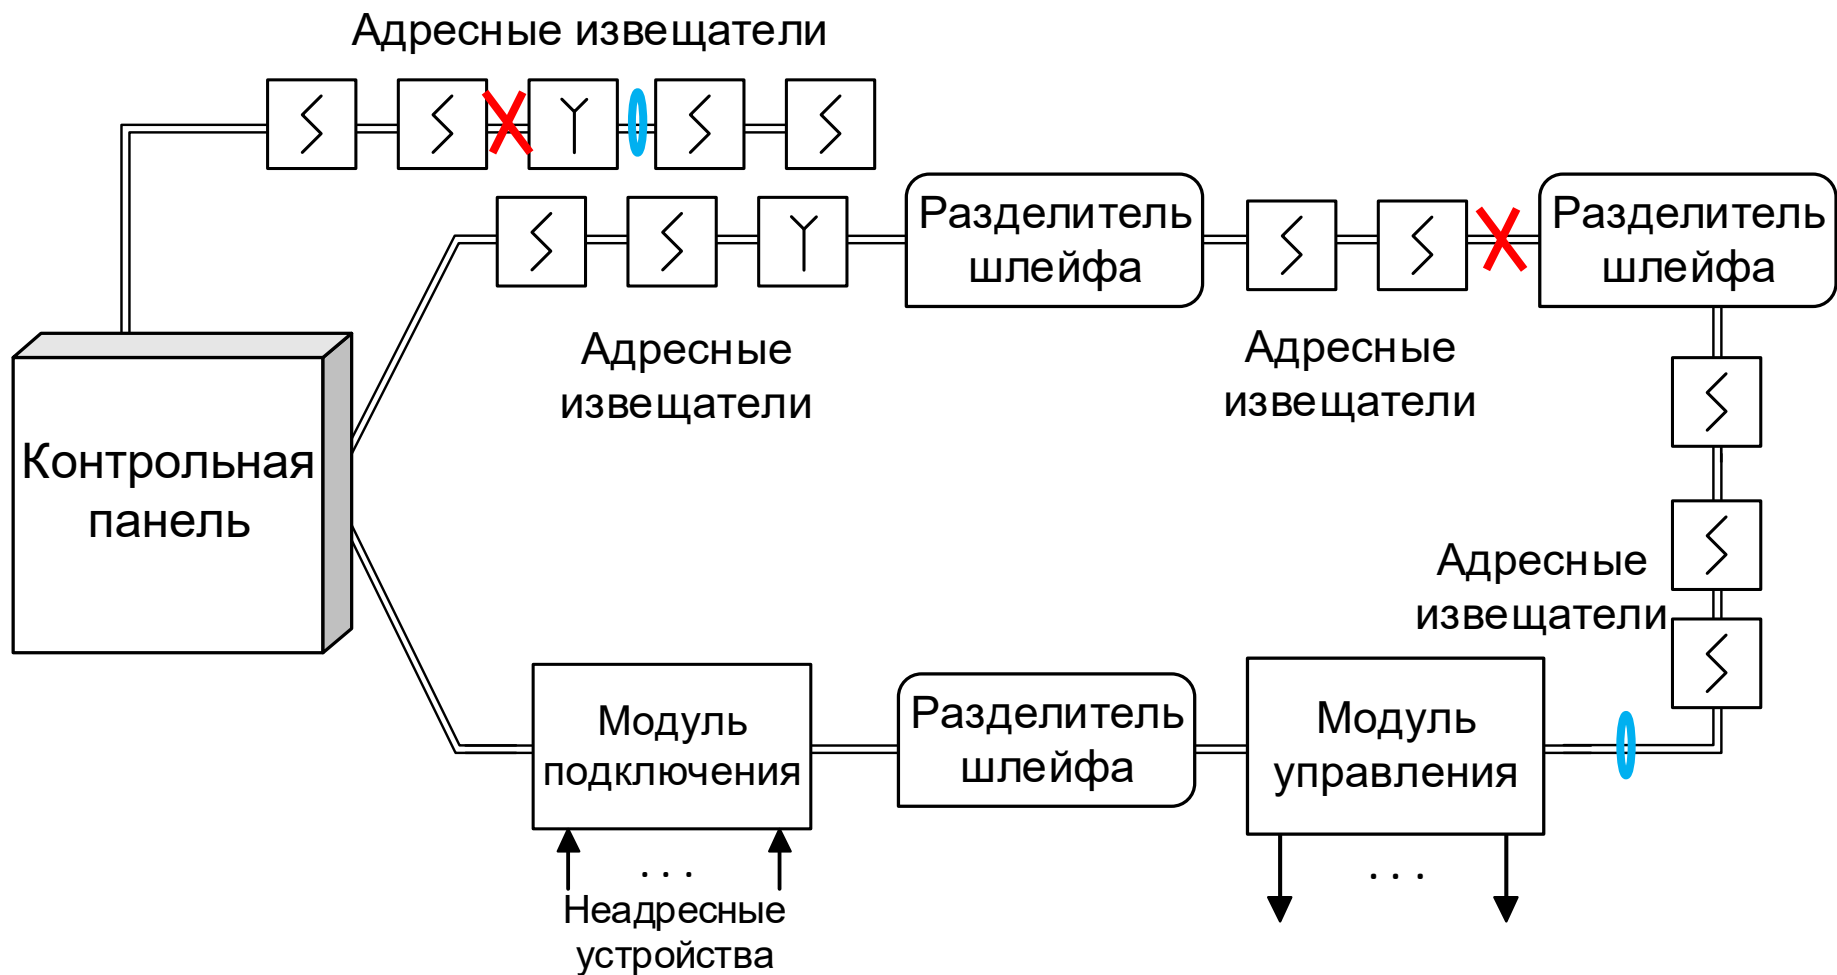 Адресные извещатели
Разделитель
шлейфа
Разделитель
шлейфа
Адресные
извещатели
Адресные
извещатели
Контрольная
панель
Адресные
извещатели
Модуль
подключения
Разделитель
шлейфа
Модуль
управления
. . .
. . .
Неадресные
устройства